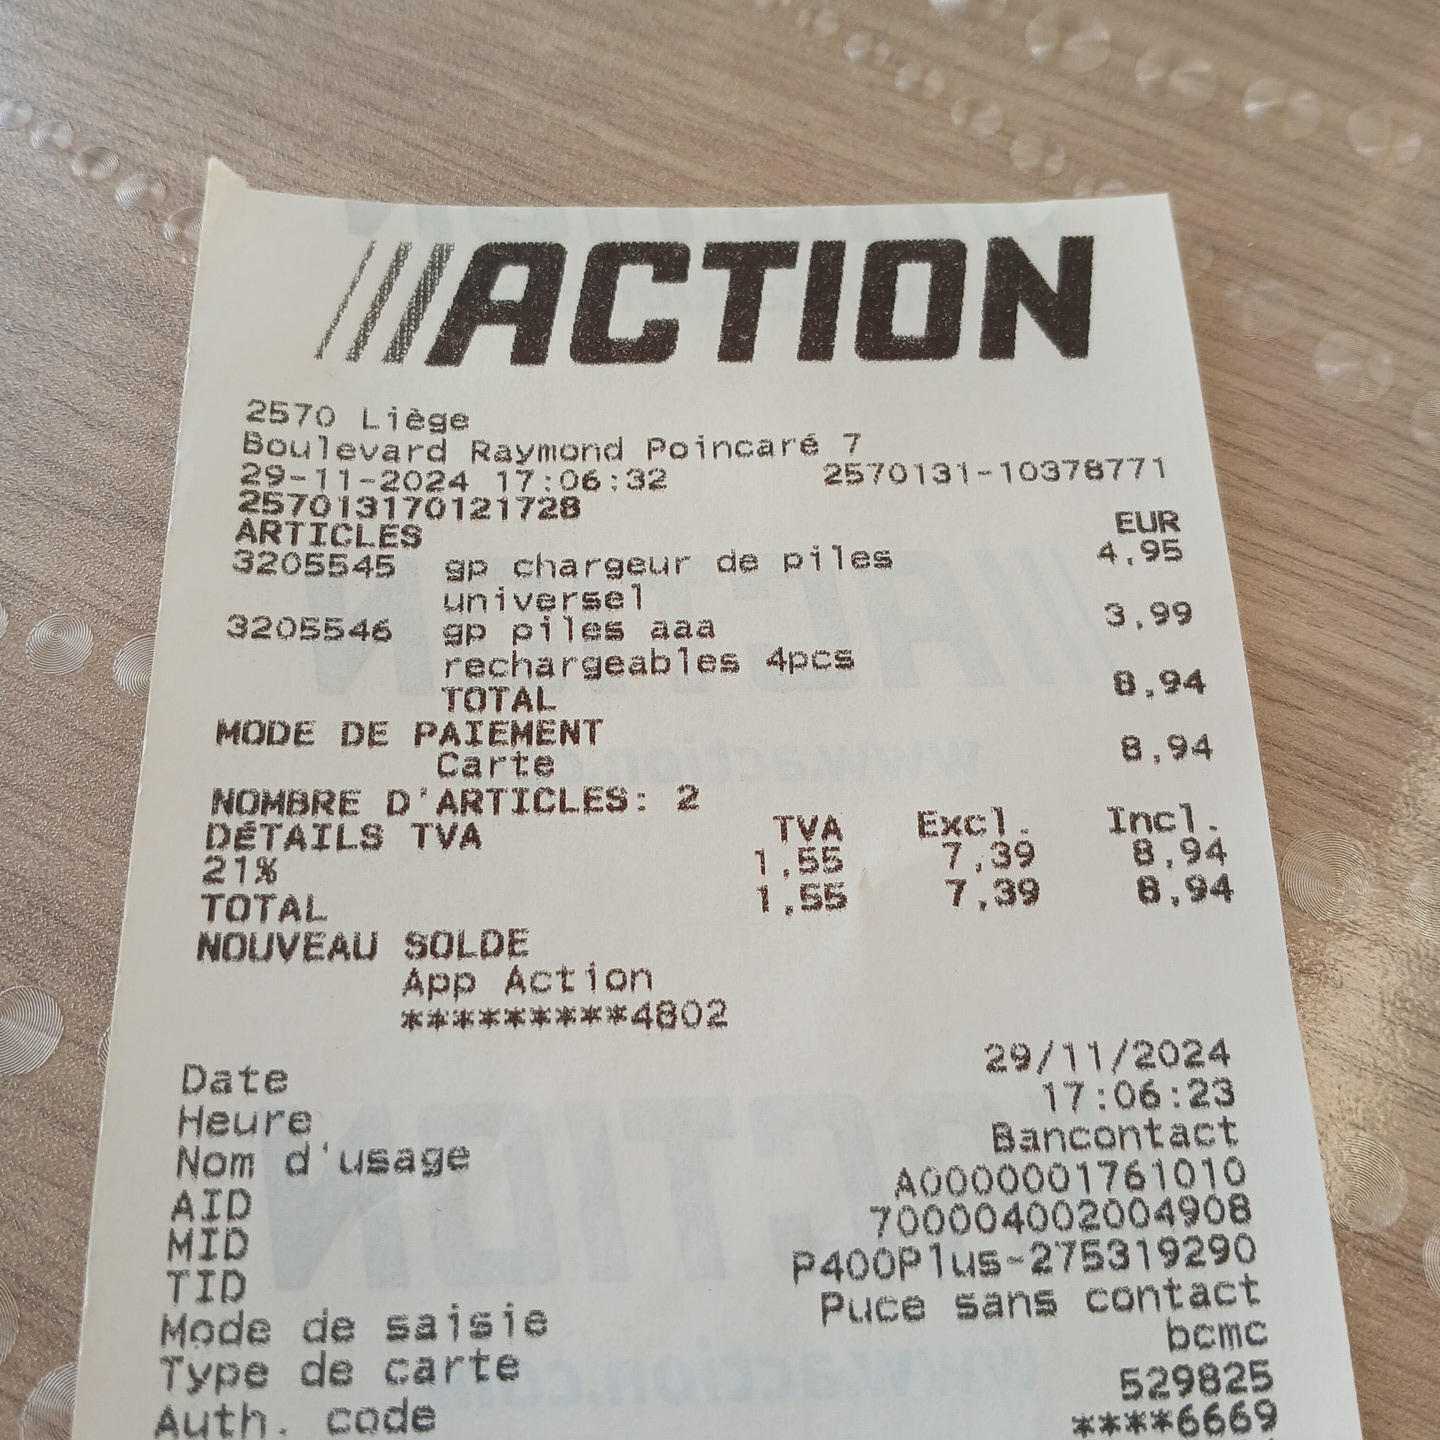 ///ACTION
2570 Liège
Boulevard Raymond Poincaré 7
29-11-2024 17:06:32 2570131-10378771
257013170121728
ARTICLES EUR
3205545 gp chargeur de piles 4,95
universel
3205546 gp piles aaa 3,99
rechargeables 4pcs
TOTAL 8,94
MODE DE PAIEMENT
Carte 8,94
NOMBRE D'ARTICLES: 2
DÉTAILS TVA TVA Excl. Incl.
21% 1,55 7,39 8,94
TOTAL 1,55 7,39 8,94
NOUVEAU SOLDE
App Action
*********4802
Date 29/11/2024
Heure 17:06:23
Nom d'usage Bancontact
AID A0000001761010
MID 700004002004908
TID P400Plus-275319290
Mode de saisie Puce sans contact
Type de carte bcmc
Auth. code 529825
****6669